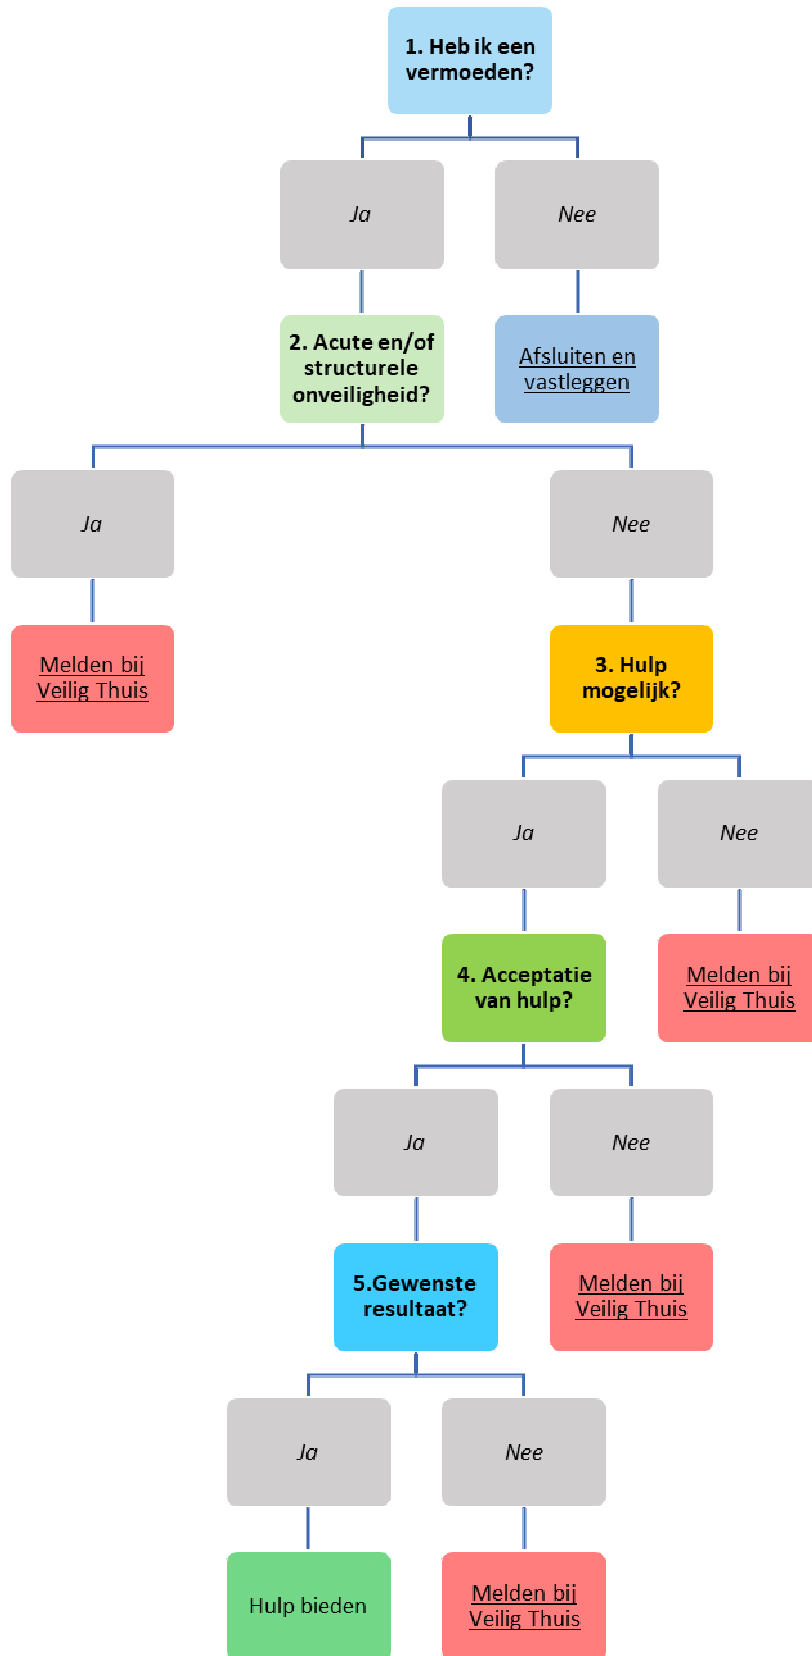 1. Heb ik een
vermoeden?
Ja
Nee
2. Acute en/of
structurele
onveiligheid?
Afsluiten en
vastleggen
Ja
Nee
Melden bij
Veilig Thuis
3. Hulp
mogelijk?
Ja
Nee
4. Acceptatie
van hulp?
Melden bij
Veilig Thuis
Ja
Nee
5.Gewenste
resultaat?
Melden bij
Veilig Thuis
Ja
Nee
Hulp bieden
Melden bij
Veilig Thuis